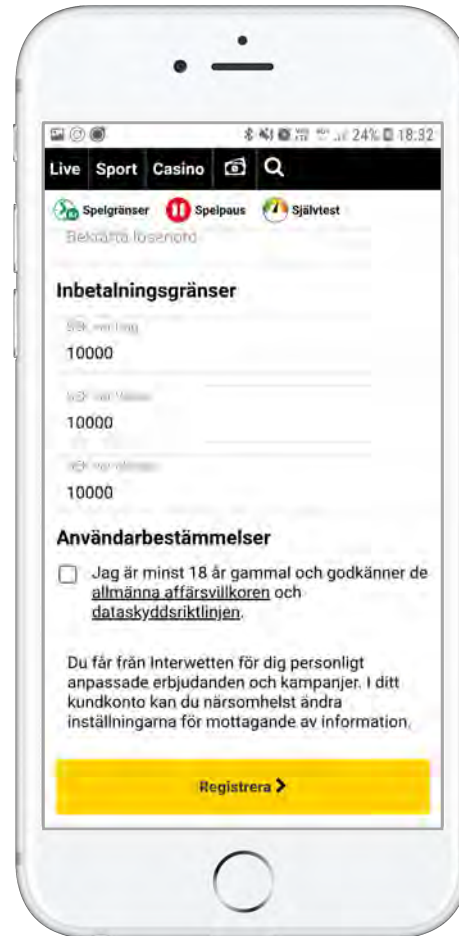 24% 18:32
Live Sport Casino
Spelgränser Spelpaus Självtest
Bekräfta lösenord
Inbetalningsgränser
10000
10000
10000
Användarbestämmelser
Jag är minst 18 år gammal och godkänner de
allmänna affärsvillkoren och
dataskyddsriktlinjen.
Du får från Interwetten för dig personligt
anpassade erbjudanden och kampanjer. I ditt
kundkonto kan du närsomhelst ändra
inställningarna för mottagande av information.
Registrera